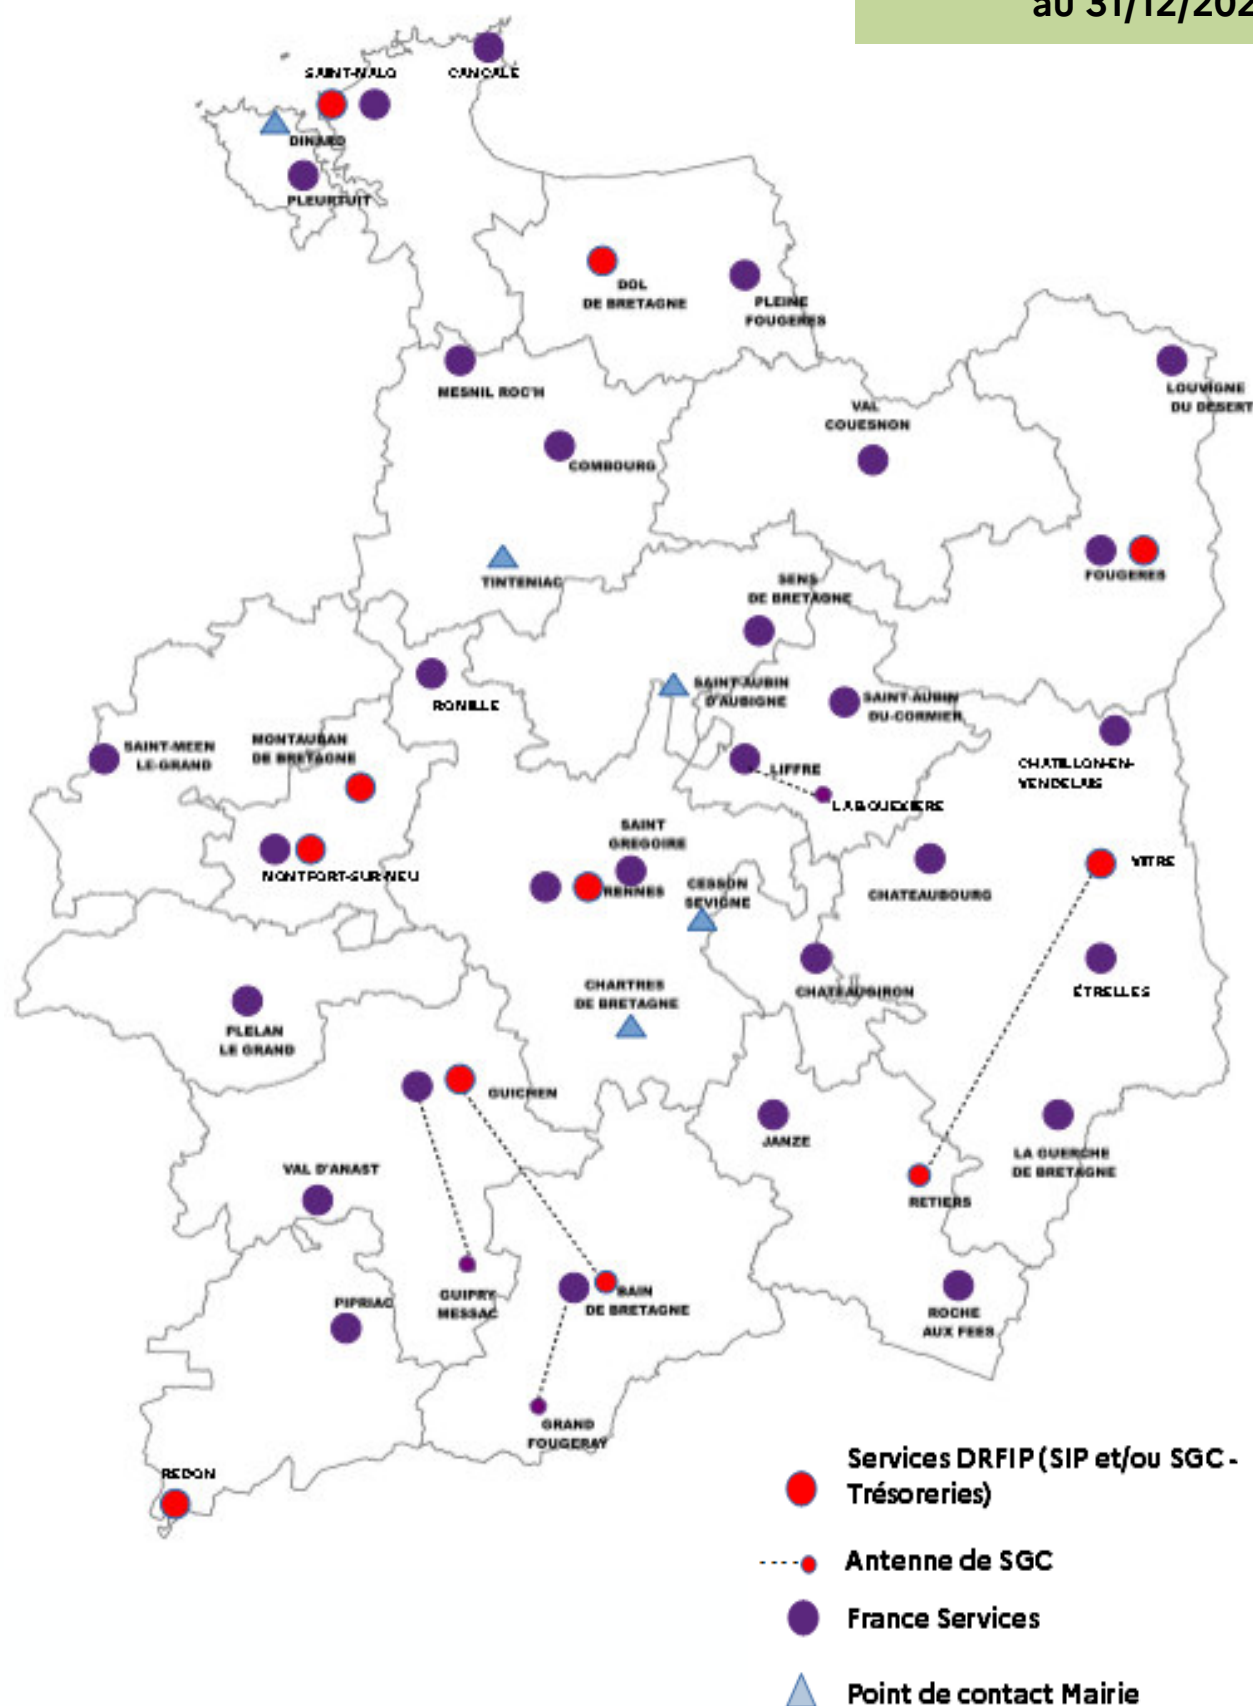 au 31/12/202
SAINT-MALO
CANCALE
DINARD
PLEURTUIT
DOL
DE BRETAGNE
PLEINE
FOUGERES
MESNIL ROC'H
LOUVIGNE
DU DESERT
VAL
COUESNON
COMBOURG
TINTENIAC
FOUGERES
SENS
DE BRETAGNE
SAINT-AUBIN
D'AUBIGNE
SAINT-AUBIN
DU-CORMIER
ROMILLE
MONTAUBAN
DE BRETAGNE
SAINT-MEEN
LE-GRAND
CHATILLON-EN-
VENDELAIS
LIFFRE
LA BOUEXIERE
SAINT
GREGOIRE
MONTFORT-SUR-MEU
RENNES
CESSON
SEVIGNE
CHATEAUBOURG
VITRE
CHARTRES
DE BRETAGNE
CHATEAUGIRON
ÉTRELLES
PLELAN
LE GRAND
GUICHEN
JANZE
LA GUERCHE
DE BRETAGNE
VAL D'ANAST
RETIERS
PIPRIAC
GUIPRY
MESSAC
BAIN
DE BRETAGNE
ROCHE
AUX FEES
GRAND
FOUGERAY
REDON
Services DRFIP (SIP et/ou SGC -
Trésoreries)
Antenne de SGC
France Services
Point de contact Mairie